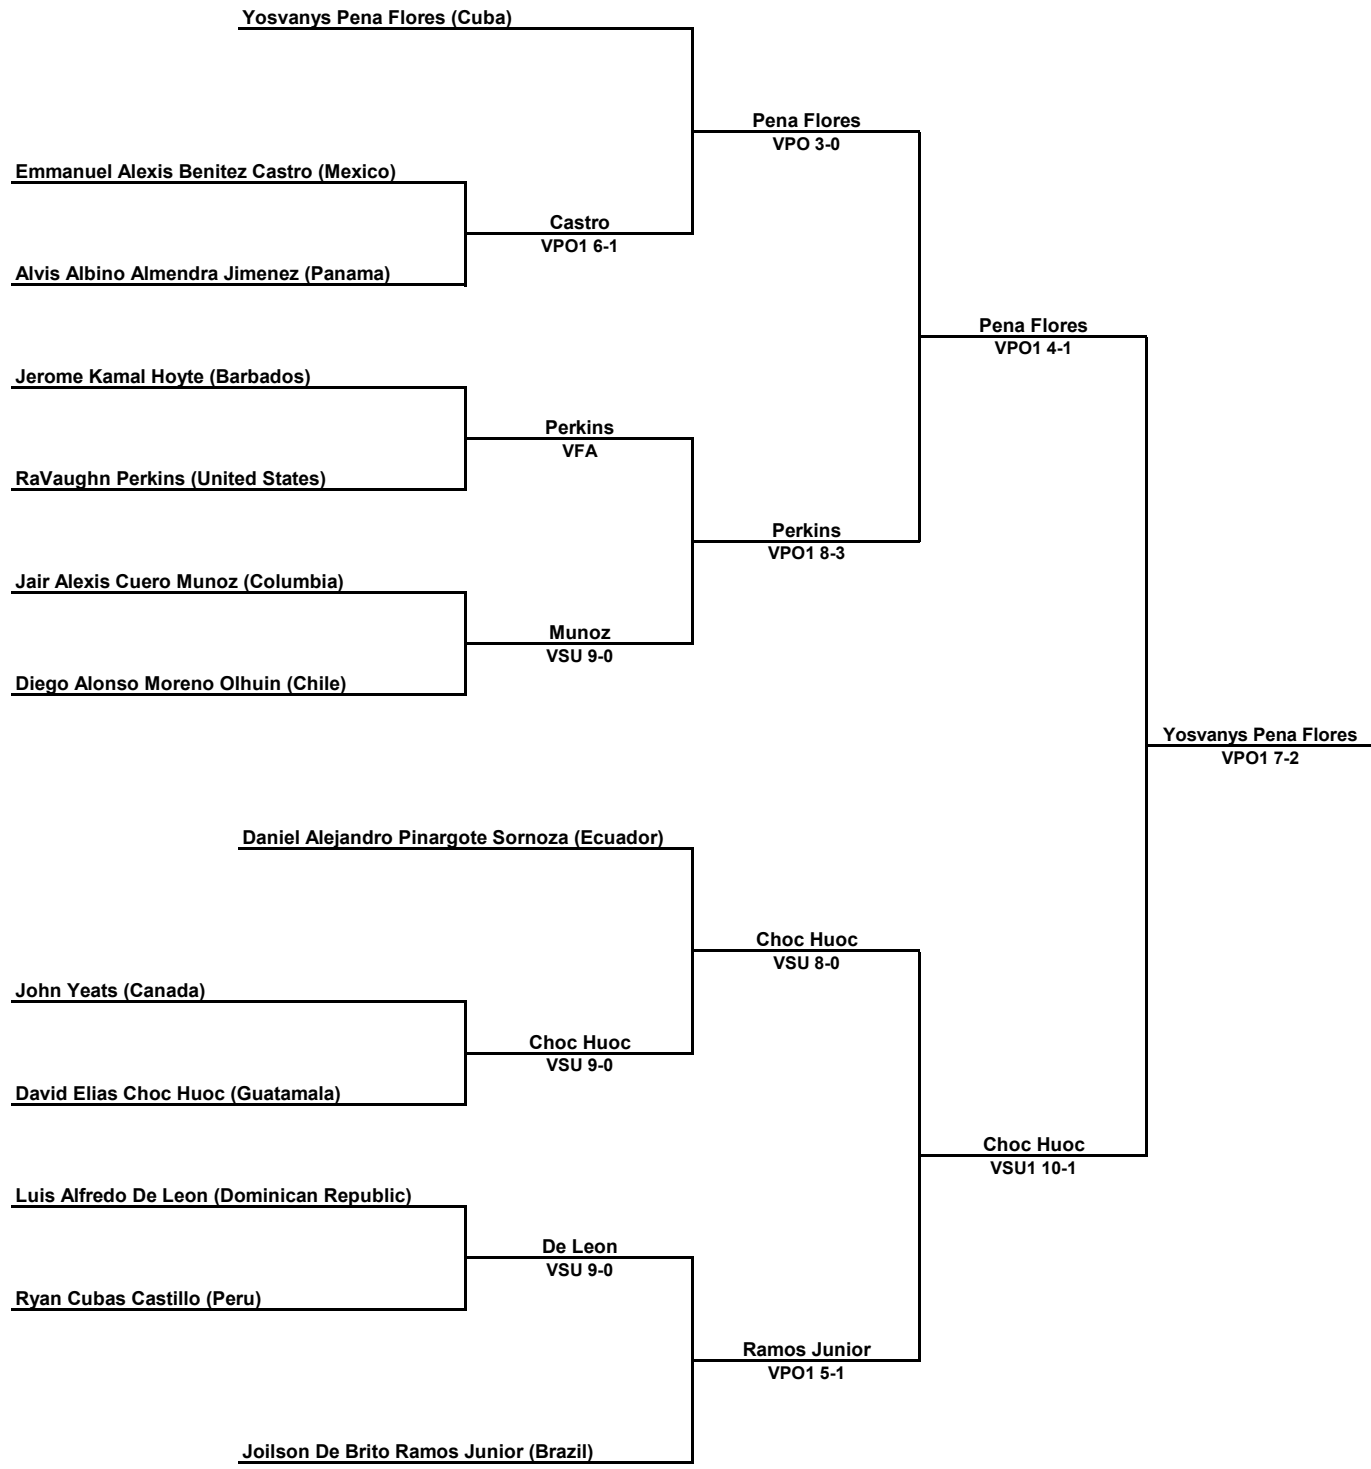 Yosvanys Pena Flores (Cuba)
Pena Flores
VPO 3-0
Emmanuel Alexis Benitez Castro (Mexico)
Castro
VPO1 6-1
Alvis Albino Almendra Jimenez (Panama)
Pena Flores
VPO1 4-1
Jerome Kamal Hoyte (Barbados)
Perkins
VFA
RaVaughn Perkins (United States)
Perkins
VPO1 8-3
Jair Alexis Cuero Munoz (Columbia)
Munoz
VSU 9-0
Diego Alonso Moreno Olhuin (Chile)
Yosvanys Pena Flores
VPO1 7-2
Daniel Alejandro Pinargote Sornoza (Ecuador)
Choc Huoc
VSU 8-0
John Yeats (Canada)
Choc Huoc
VSU 9-0
David Elias Choc Huoc (Guatamala)
Choc Huoc
VSU1 10-1
Luis Alfredo De Leon (Dominican Republic)
De Leon
VSU 9-0
Ryan Cubas Castillo (Peru)
Ramos Junior
VPO1 5-1
Joilson De Brito Ramos Junior (Brazil)